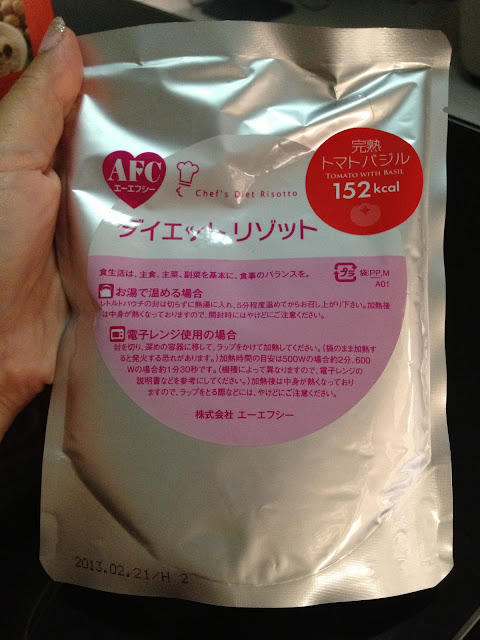 AFC
エーエフシー
Chef's Diet Risotto
完熟
トマトバジル
TOMATO WITH BASIL
152kcal
ダイエットリゾット
食生活は、主食、主菜、副菜を基本に、食事のバランスを。
プラ
袋:PP,M
A01
お湯で温める場合
レトルトパウチの封は切らずに熱湯に入れ、5分程度温めてからお召し上がり下さい。加熱後
は中身が熱くなっておりますので、開封時にはやけどにご注意ください。
電子レンジ使用の場合
封を切り、深めの容器に移して、ラップをかけて加熱してください。(袋のまま加熱す
ると発火する恐れがあります。)加熱時間の目安は500Wの場合約2分、600
Wの場合約1分30秒です。(機種によって異なりますので、電子レンジの
説明書などを参考にしてください。)加熱後は中身が熱くなっており
ますので、ラップをとる際などには、やけどにご注意ください。
株式会社 エーエフシー
2013.02.21/H 2